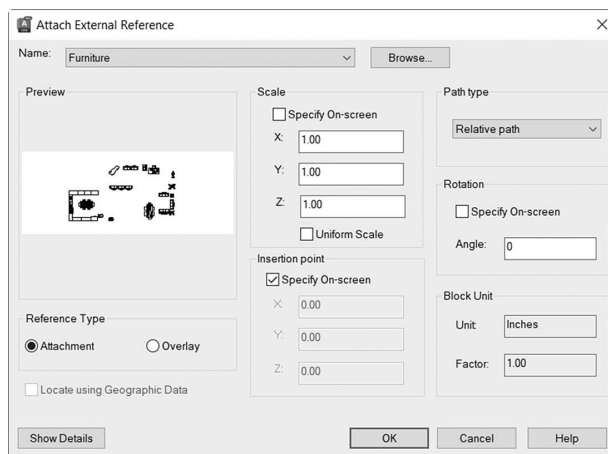 Attach External Reference
Name:
Furniture
Browse...
Preview
Scale
Specify On-screen
X:
1.00
Y:
1.00
Z:
1.00
Uniform Scale
Path type
Relative path
Rotation
Specify On-screen
Angle:
0
Insertion point
Specify On-screen
X:
0.00
Y:
0.00
Z:
0.00
Block Unit
Unit:
Inches
Factor:
1.00
Reference Type
Attachment
Overlay
Locate using Geographic Data
Show Details
OK
Cancel
Help